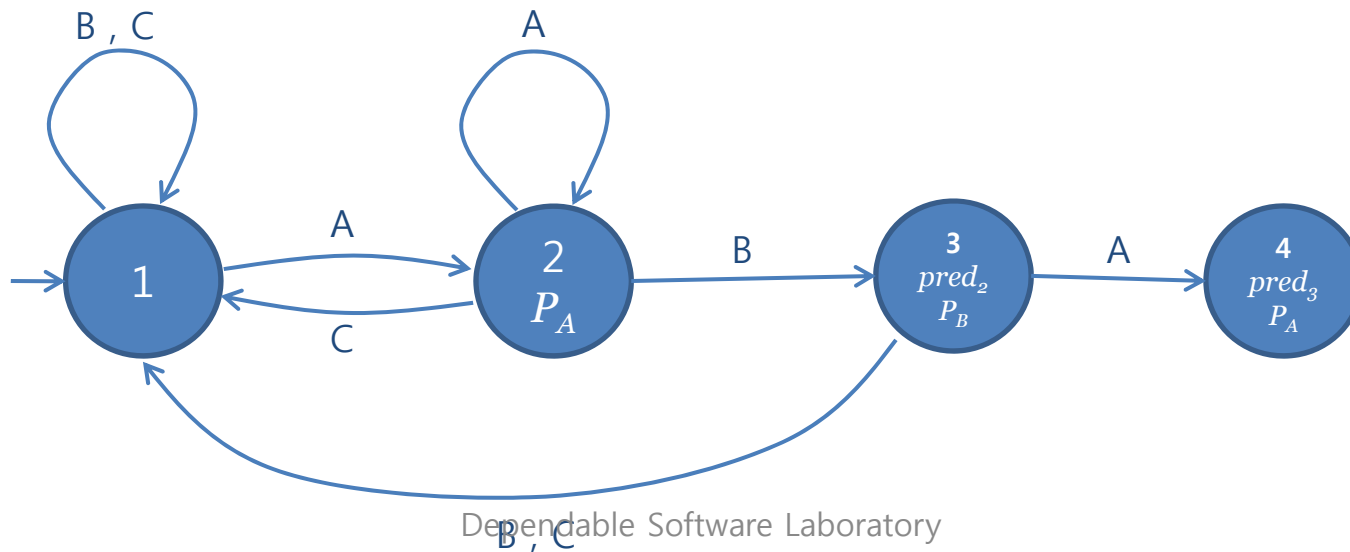 B , C
A
A
C
B
A
1
2
P_A
3
pred_2
P_B
4
pred_3
P_A
Dependable Software Laboratory
B , C